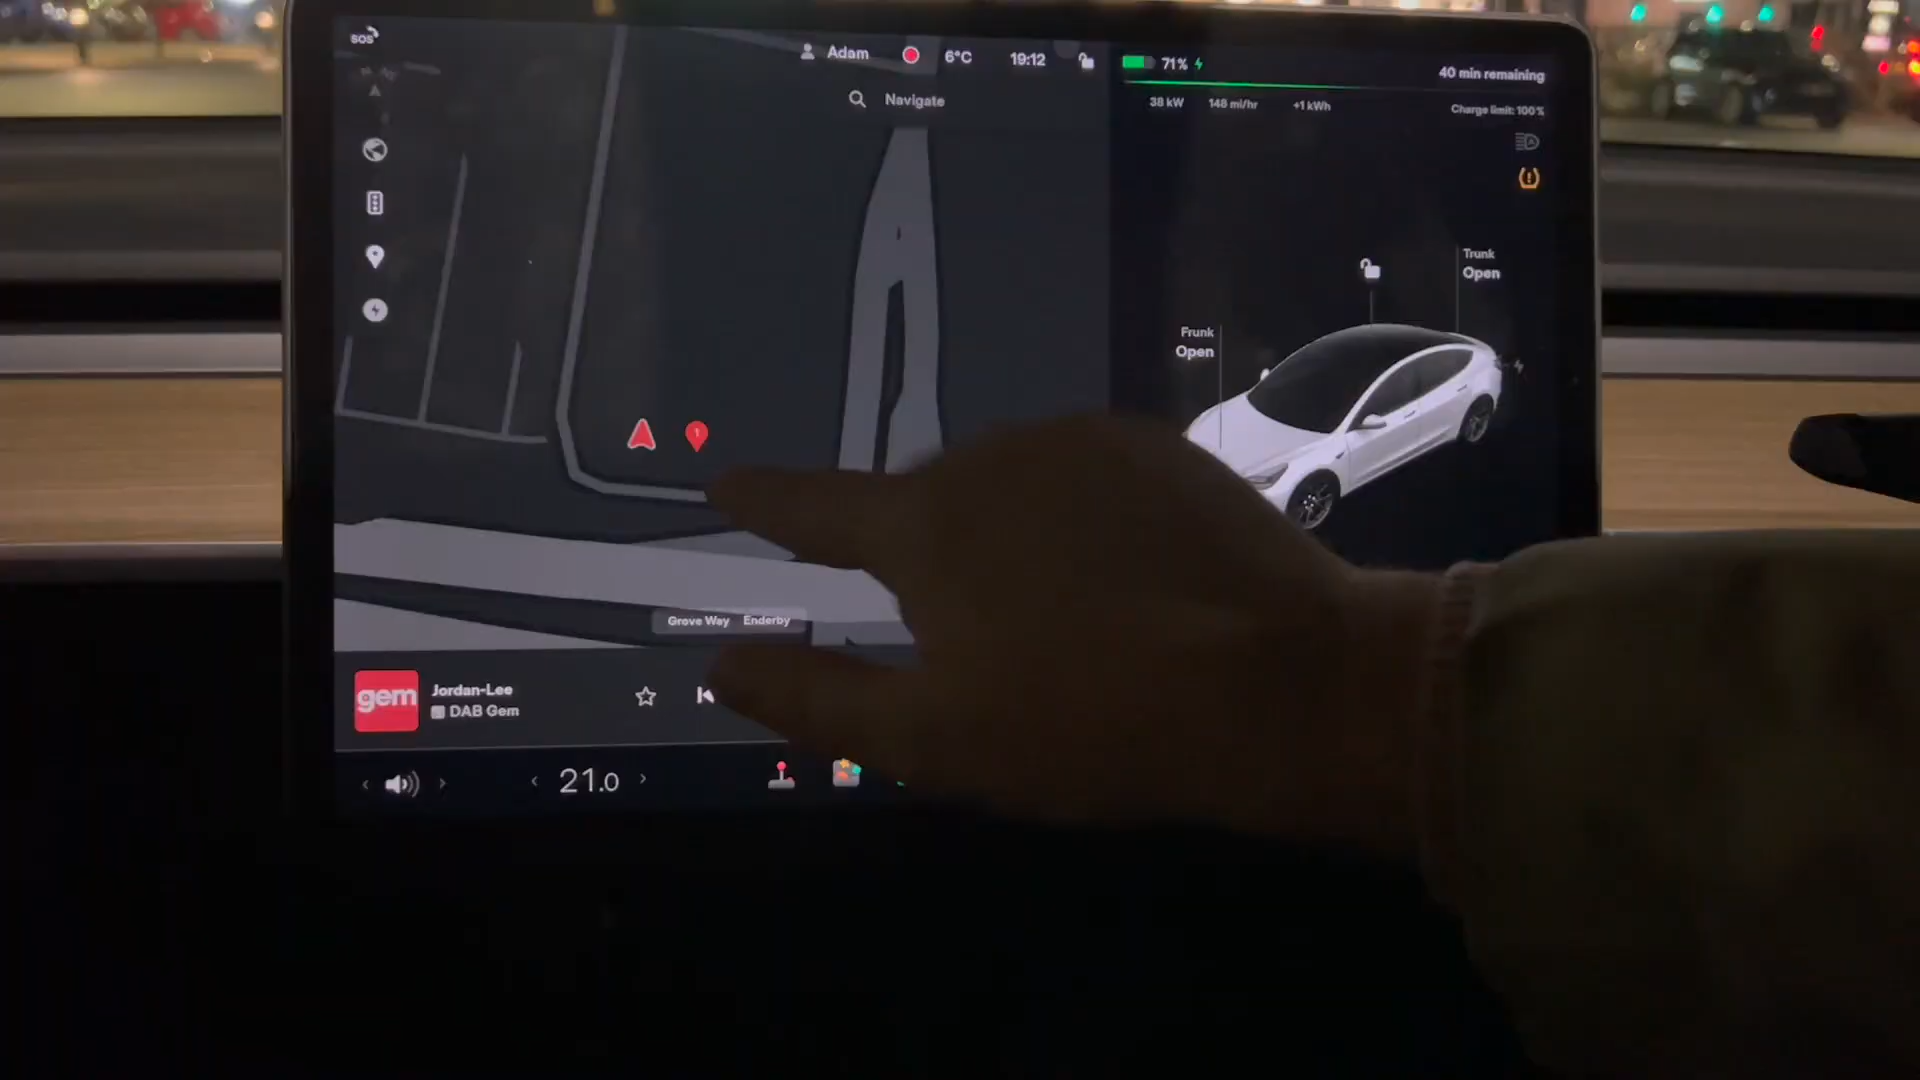 SOS
Adam
6°C
19:12
Navigate
71%
40 min remaining
38 kW
148 mi/hr
+1 kWh
Charge limit: 100%
Trunk
Open
Frunk
Open
1
Grove Way
Enderby
gem
Jordan-Lee
DAB Gem
21.0